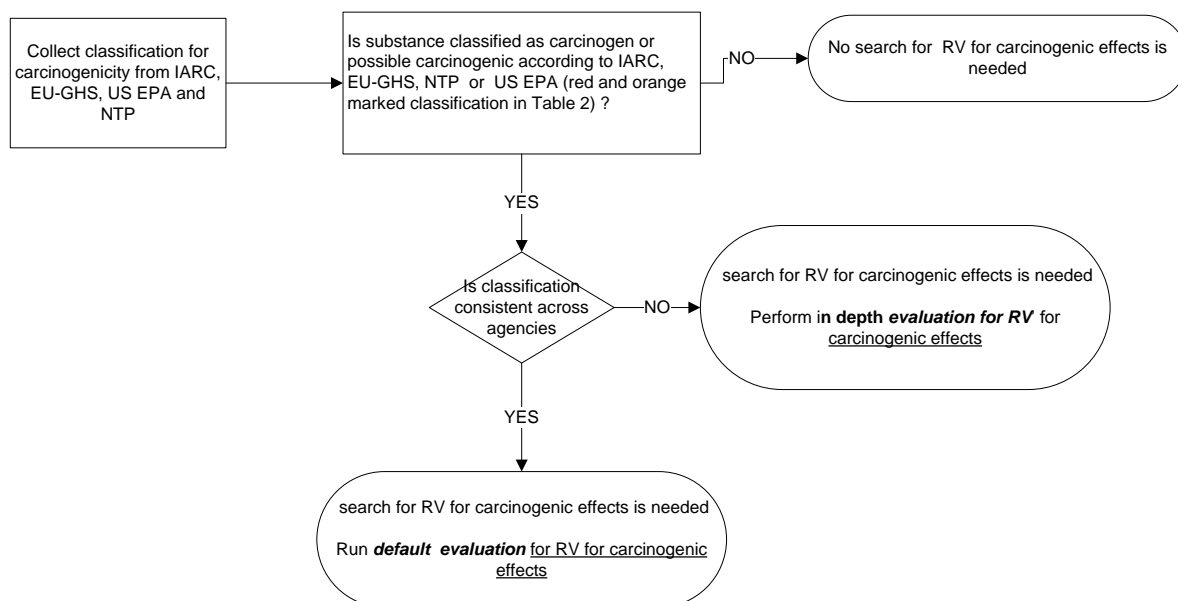 Collect classification for
carcinogenicity from IARC,
EU-GHS, US EPA and
NTP
Is substance classified as carcinogen or
possible carcinogenic according to IARC,
EU-GHS, NTP or US EPA (red and orange
marked classification in Table 2) ?
NO
No search for RV for carcinogenic effects is
needed
YES
Is classification
consistent across
agencies
NO
search for RV for carcinogenic effects is needed
Perform in depth evaluation for RV' for
carcinogenic effects
YES
search for RV for carcinogenic effects is needed
Run default evaluation for RV for carcinogenic
effects